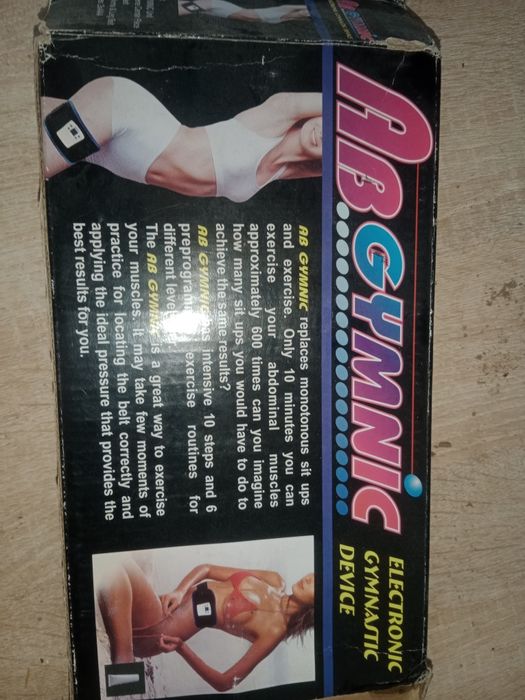 AB GYMNIC
ELECTRONIC
GYMNASTIC
DEVICE
AB GYMNIC replaces monotonous sit ups
and exercise. Only 10 minutes you can
exercise your abdominal muscles
approximately 600 times can you imagine
how many sit ups you would have to do to
achieve the same results?
AB GYMNIC intensive 10 steps and 6
exercise routines for
different
The AB GYMNIC is a great way to exercise
your muscles. It may take few moments of
practice for locating the belt correctly and
applying the ideal pressure that provides the
best results for you.